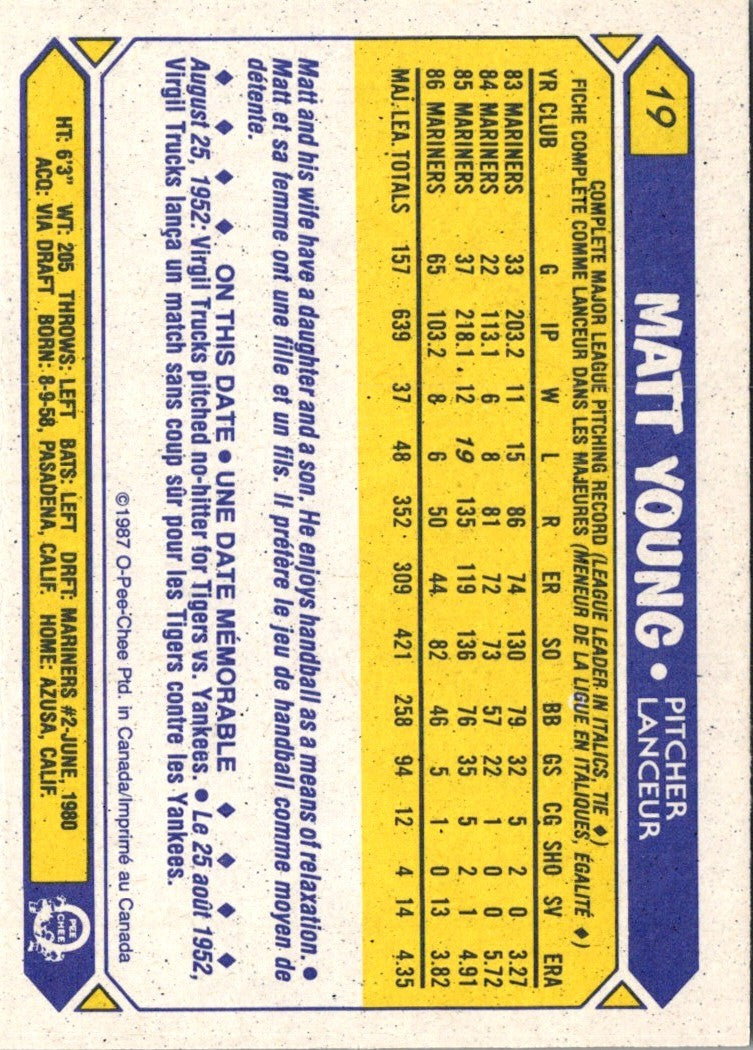 19
MATT YOUNG • PITCHER
LANCEUR
COMPLETE MAJOR LEAGUE PITCHING RECORD (LEAGUE LEADER IN ITALICS, TIE ♦)
FICHE COMPLÈTE COMME LANCEUR DANS LES MAJEURES (MENEUR DE LA LIGUE EN ITALIQUES, ÉGALITÉ ♦)
YR CLUB G IP W L R ER SO BB GS CG SHO SV ERA
83 MARINERS 33 203.2 11 15 86 74 130 79 32 5 2 0 3.27
84 MARINERS 22 113.1 6 8 81 72 73 57 22 1 0 0 5.72
85 MARINERS 37 218.1 12 19 135 119 136 76 35 5 2 1 4.91
86 MARINERS 65 103.2 8 6 50 44 82 46 5 1 0 13 3.82
MAJ. LEA. TOTALS 157 639 37 48 352 309 421 258 94 12 4 14 4.35
Matt and his wife have a daughter and a son. He enjoys handball as a means of relaxation. •
Matt et sa femme ont une fille et un fils. Il préfère le jeu de handball comme moyen de
détente.
♦ ♦ ♦ ♦ ON THIS DATE • UNE DATE MÉMORABLE ♦ ♦ ♦ ♦
August 25, 1952: Virgil Trucks pitched no-hitter for Tigers vs. Yankees. • Le 25 août 1952,
Virgil Trucks lança un match sans coup sûr pour les Tigers contre les Yankees.
©1987 O-Pee-Chee Ptd. in Canada/Imprimé au Canada
HT: 6'3" WT: 205 THROWS: LEFT BATS: LEFT DRFT: MARINERS #2-JUNE, 1980
ACQ: VIA DRAFT BORN: 8-9-58, PASADENA, CALIF. HOME: AZUSA, CALIF.
O
PEE
CHEE